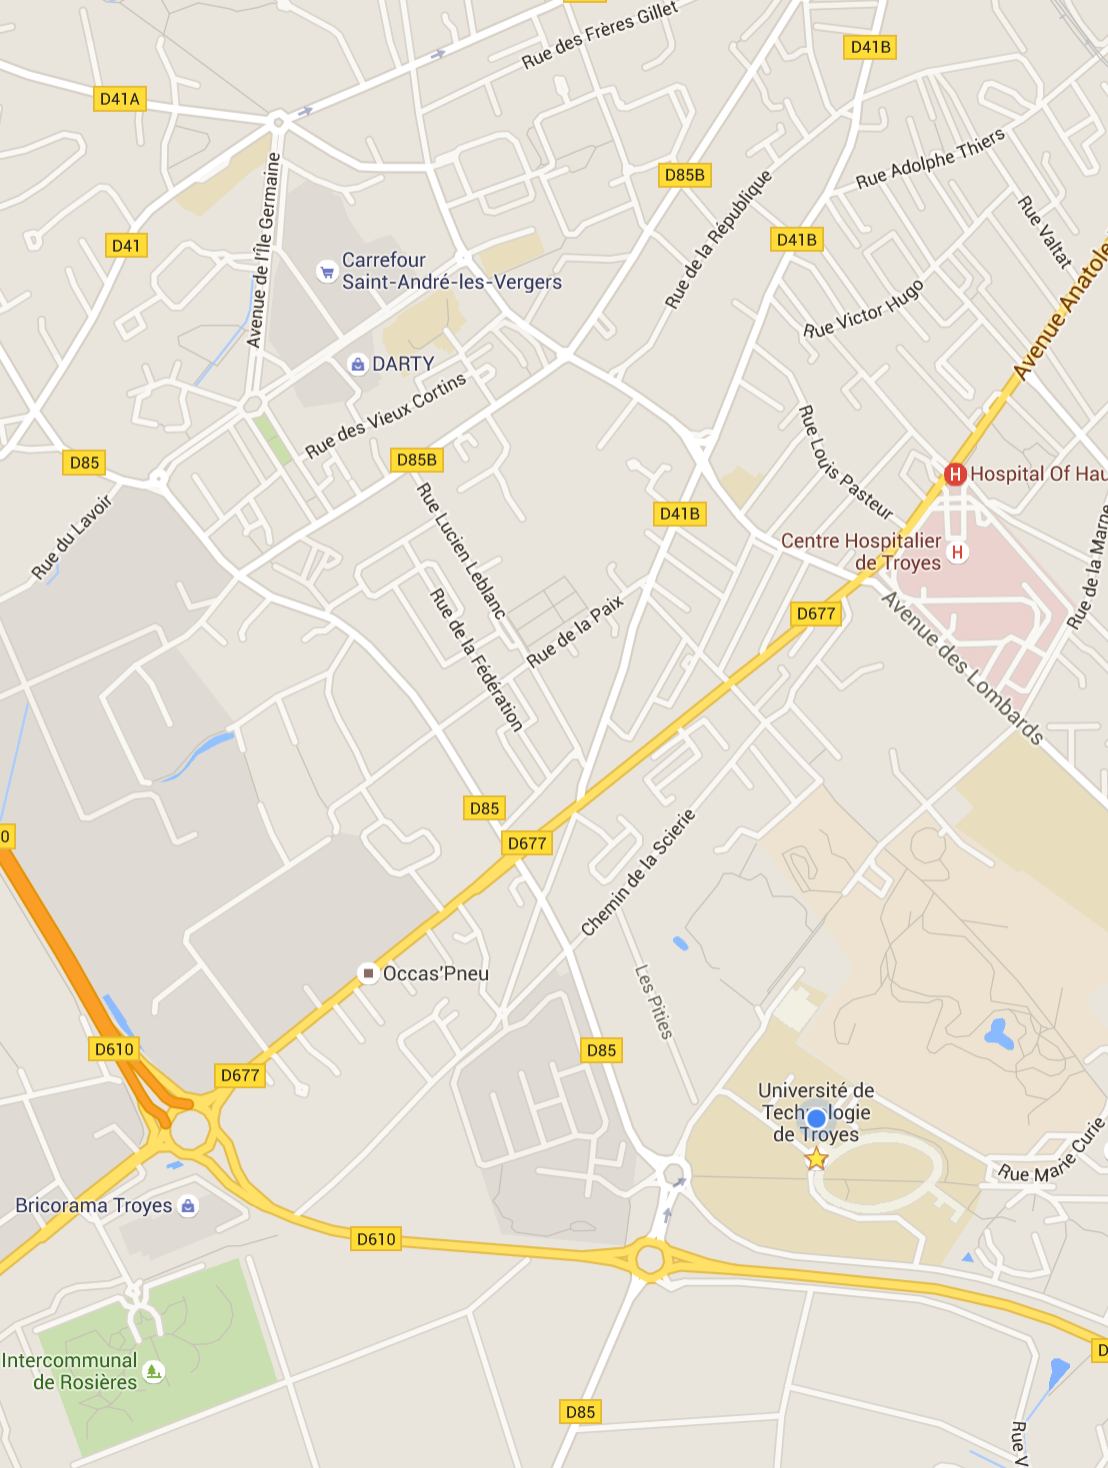 Rue des Frères Gillet
D41B
D41A
Rue Adolphe Thiers
D85B
Avenue de l'Île Germaine
Rue de la République
Rue Valtat
D41
D41B
Carrefour
Saint-André-les-Vergers
Avenue Anatole
Rue Victor Hugo
DARTY
Rue des Vieux Cortins
Rue Louis Pasteur
D85
D85B
Hospital Of Hau
Rue du Lavoir
Rue Lucien Leblanc
D41B
Centre Hospitalier
de Troyes
Rue de la Marne
Rue de la Fédération
Rue de la Paix
D677
Avenue des Lombards
D85
0
D677
Chemin de la Scierie
Occas'Pneu
Les Pities
D610
D85
D677
Université de
Technologie
de Troyes
Rue Marie Curie
Bricorama Troyes
D610
D
Intercommunal
de Rosières
D85
Rue V